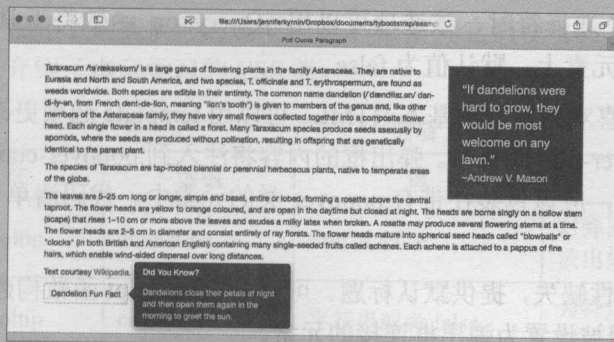 file:///Users/jenniferkyrnin/Dropbox/documents/tybootstrap/examp
Pull Quote Paragraph
Taraxacum /təˈræksəkʉm/ is a large genus of flowering plants in the family Asteraceae. They are native to
Eurasia and North and South America, and two species, T. officinale and T. erythrospermum, are found as
weeds worldwide. Both species are edible in their entirety. The common name dandelion (/ˈdændɨlaɪ.ən/ dan-
di-ly-ən, from French dent-de-lion, meaning "lion's tooth") is given to members of the genus and, like other
members of the Asteraceae family, they have very small flowers collected together into a composite flower
head. Each single flower in a head is called a floret. Many Taraxacum species produce seeds asexually by
apomixis, where the seeds are produced without pollination, resulting in offspring that are genetically
identical to the parent plant.
"If dandelions were
hard to grow, they
would be most
welcome on any
lawn."
~Andrew V. Mason
The species of Taraxacum are tap-rooted biennial or perennial herbaceous plants, native to temperate areas
of the globe.
The leaves are 5–25 cm long or longer, simple and basal, entire or lobed, forming a rosette above the central
taproot. The flower heads are yellow to orange coloured, and are open in the daytime but closed at night. The heads are borne singly on a hollow stem
(scape) that rises 1–10 cm or more above the leaves and exudes a milky latex when broken. A rosette may produce several flowering stems at a time.
The flower heads are 2–5 cm in diameter and consist entirely of ray florets. The flower heads mature into spherical seed heads called "blowballs" or
"clocks" (in both British and American English) containing many single-seeded fruits called achenes. Each achene is attached to a pappus of fine
hairs, which enable wind-dispersal over long distances.
Text courtesy Wikipedia.
Dandelion Fun Fact
Did You Know?
Dandelions close their petals at night
and then open them again in the
morning to greet the sun.